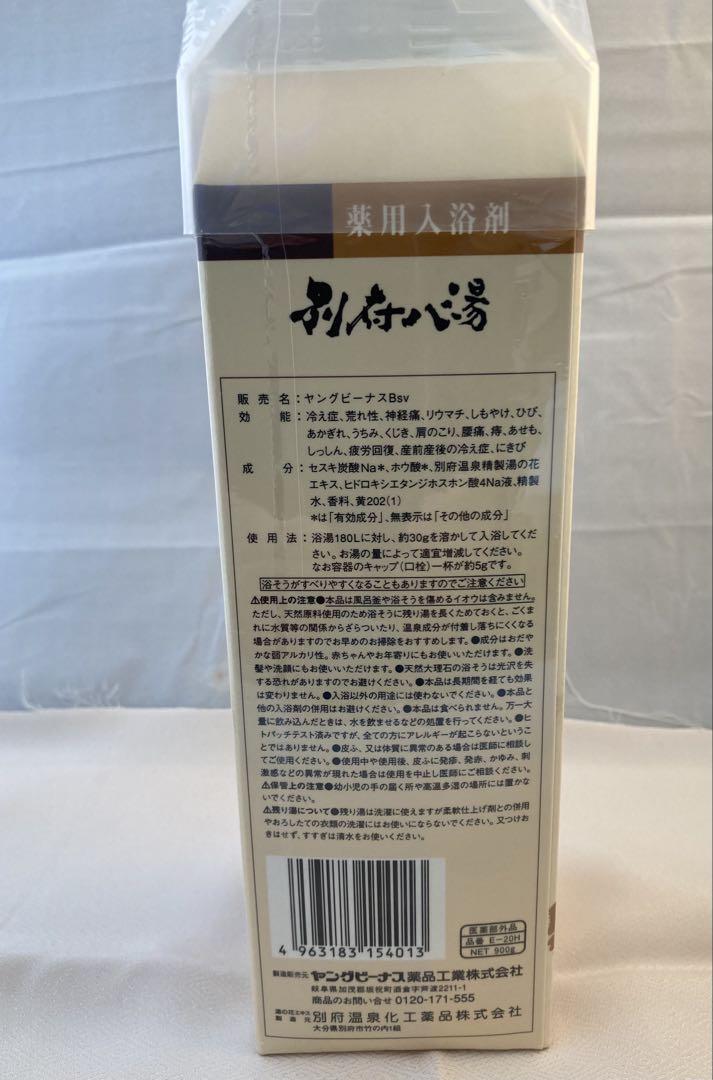 薬用入浴剤
別府八湯
販売名:ヤングビーナスBsv
効能:冷え症、荒れ性、神経痛、リウマチ、しもやけ、ひび、
あかぎれ、うちみ、くじき、肩のこり、腰痛、痔、あせも、
しっしん、疲労回復、産前産後の冷え症、にきび
成分:セスキ炭酸Na*、ホウ酸*、別府温泉精製湯の花
エキス、ヒドロキシエタンジホスホン酸4Na液、精製
水、香料、黄202(1)
*は「有効成分」、無表示は「その他の成分」
使用法:浴湯180Lに対し、約30gを溶かして入浴してくだ
さい。お湯の量によって適宜増減してください。
なお容器のキャップ(口栓)一杯が約5gです。
浴そうがすべりやすくなることもありますのでご注意ください
⚠使用上の注意●本品は風呂釜や浴そうを傷めるイオウは含みません。
ただし、天然原料使用のため浴そうに残り湯を長くためておくと、ごくま
れに水質等の関係からざらついたり、温泉成分が付着し落ちにくくなる
場合がありますのでお早めのお掃除をおすすめします。●成分はおだや
かな弱アルカリ性。赤ちゃんやお年寄りにもお使いいただけます。●洗
髪や洗顔にもお使いいただけます。●天然大理石の浴そうは光沢を失
する恐れがありますのでお避けください。●本品は長期間を経ても効果
は変わりません。●入浴以外の用途には使わないでください。●本品と
他の入浴剤の併用はお避けください。●本品は食べられません。万一大
量に飲み込んだときは、水を飲ませるなどの処置を行ってください。●ヒ
トパッチテスト済みですが、全ての方にアレルギーが起こらないというこ
とではありません。●皮ふ、又は体質に異常のある場合は医師に相談し
てご使用ください。●使用中や使用後、皮ふに発疹、発赤、かゆみ、刺
激感などの異常が現れた場合は使用を中止し医師にご相談ください。
⚠保管上の注意●幼小児の手の届く所や高温多湿の場所には置かな
いでください。
⚠残り湯について●残り湯は洗濯に使えますが柔軟仕上げ剤との併用
やおろしたての衣類の洗濯にはお使いにならないでください。又つけお
きはせず、すすぎは清水をお使いください。
4 963183 154013
医薬部外品
品番 E-20H
NET 900g
製造販売元 ヤングビーナス薬品工業株式会社
岐阜県加茂郡坂祝町酒倉字芦渡2211-1
商品のお問い合せ 0120-171-555
湯の花エキス製造元 別府温泉化工薬品株式会社
大分県別府市竹の内1組